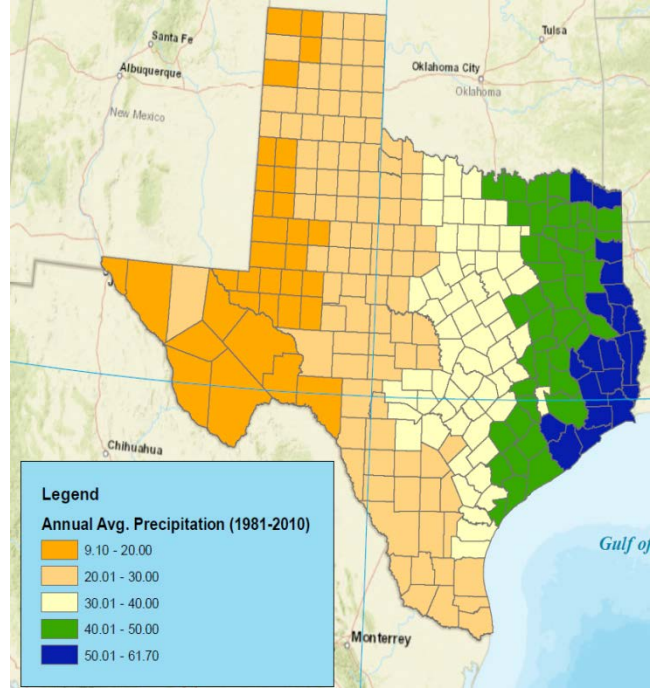 Santa Fe
Tulsa
Albuquerque
Oklahoma City
Oklahoma
New Mexico
Chihuahua
Legend
Annual Avg. Precipitation (1981-2010)
9.10 - 20.00
20.01 - 30.00
30.01 - 40.00
40.01 - 50.00
50.01 - 61.70
Gulf of
Monterrey